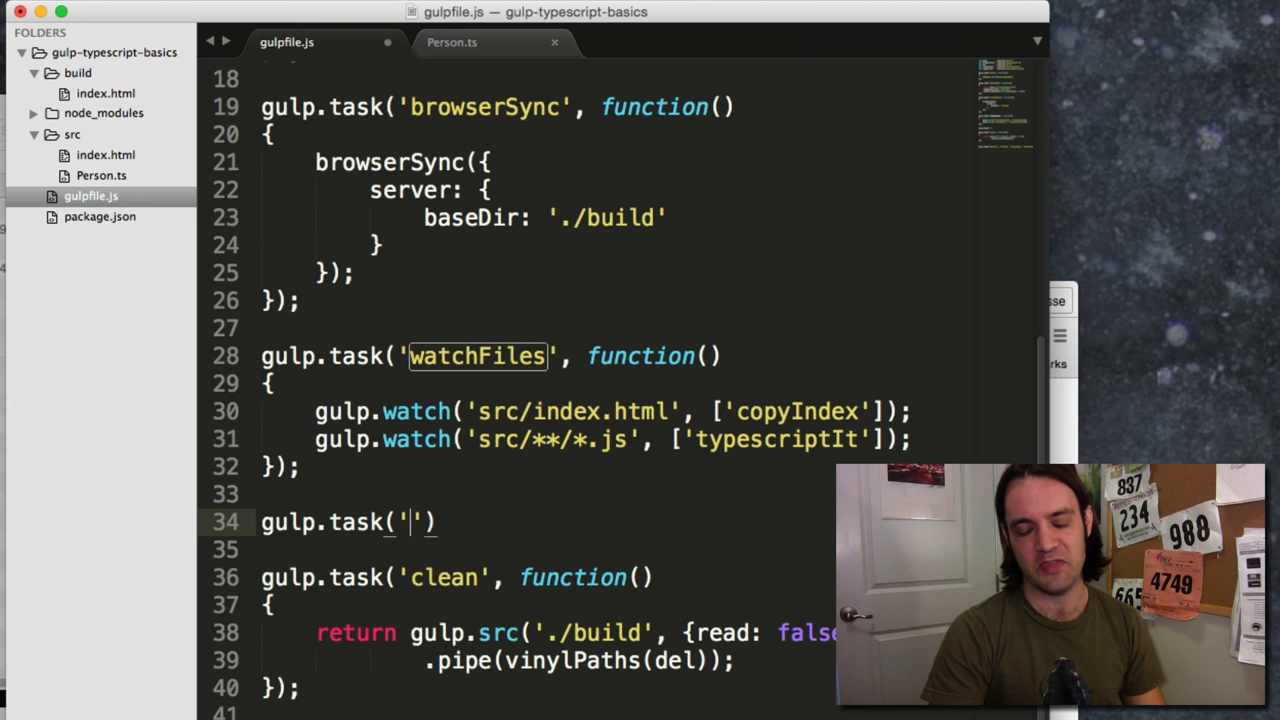 gulpfile.js — gulp-typescript-basics
FOLDERS
gulp-typescript-basics
build
index.html
node_modules
src
index.html
Person.ts
gulpfile.js
package.json
gulpfile.js
Person.ts
18
19 gulp.task('browserSync', function()
20 {
21 browserSync({
22 server: {
23 baseDir: './build'
24 }
25 });
26 });
27
28 gulp.task('watchFiles', function()
29 {
30 gulp.watch('src/index.html', ['copyIndex']);
31 gulp.watch('src/**/*.js', ['typescriptIt']);
32 });
33
34 gulp.task('')
35
36 gulp.task('clean', function()
37 {
38 return gulp.src('./build', {read: false
39 .pipe(vinylPaths(del));
40 });
41
sse
rks
837
234
988
4749
665